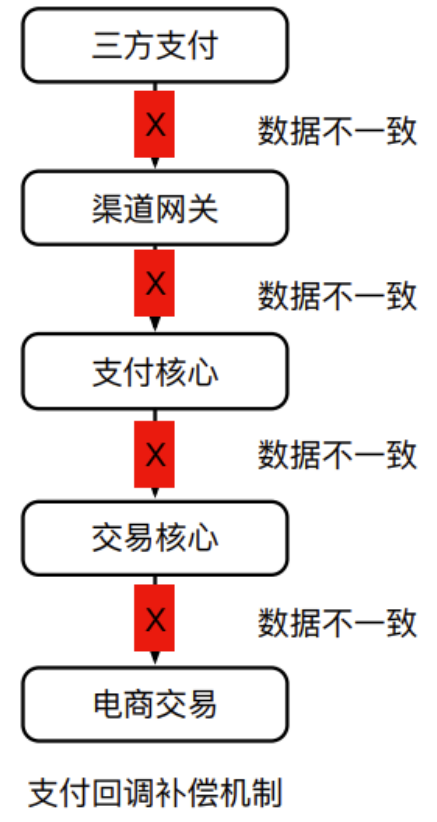 三方支付
X
数据不一致
渠道网关
X
数据不一致
支付核心
X
数据不一致
交易核心
X
数据不一致
电商交易
支付回调补偿机制